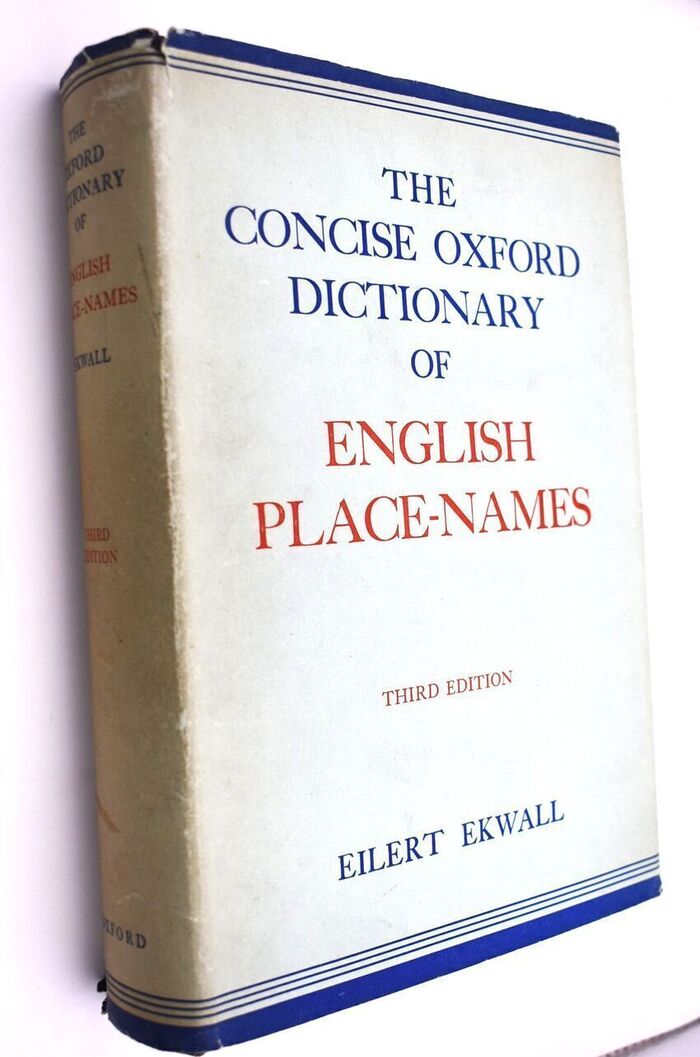 THE
CONCISE OXFORD
DICTIONARY
OF
ENGLISH
PLACE-NAMES
THIRD EDITION
EILERT EKWALL
THE
OXFORD
DICTIONARY
OF
ENGLISH
PLACE-NAMES
EKWALL
THIRD
EDITION
OXFORD